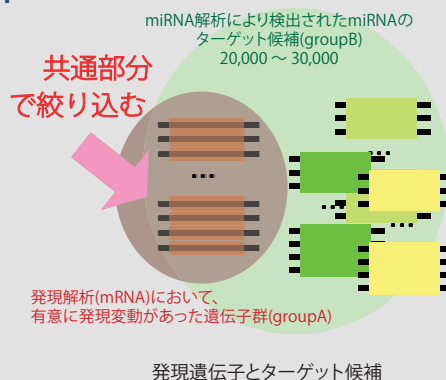 miRNA解析により検出されたmiRNAの
ターゲット候補(groupB)
20,000 ～ 30,000
共通部分
で絞り込む
発現解析(mRNA)において、
有意に発現変動があった遺伝子群(groupA)
発現遺伝子とターゲット候補